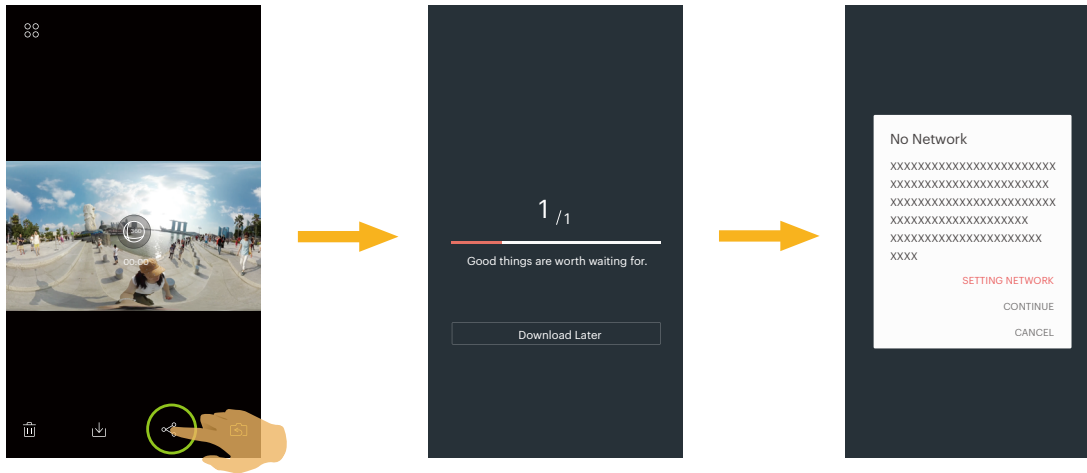 360
00:00
1 /1
Good things are worth waiting for.
Download Later
No Network
XXXXXXXXXXXXXXXXXXXXXXXX
XXXXXXXXXXXXXXXXXXXXXXX
XXXXXXXXXXXXXXXXXXXXXXXX
XXXXXXXXXXXXXXXXXXXX
XXXXXXXXXXXXXXXXXXXXXX
XXXX
SETTING NETWORK
CONTINUE
CANCEL